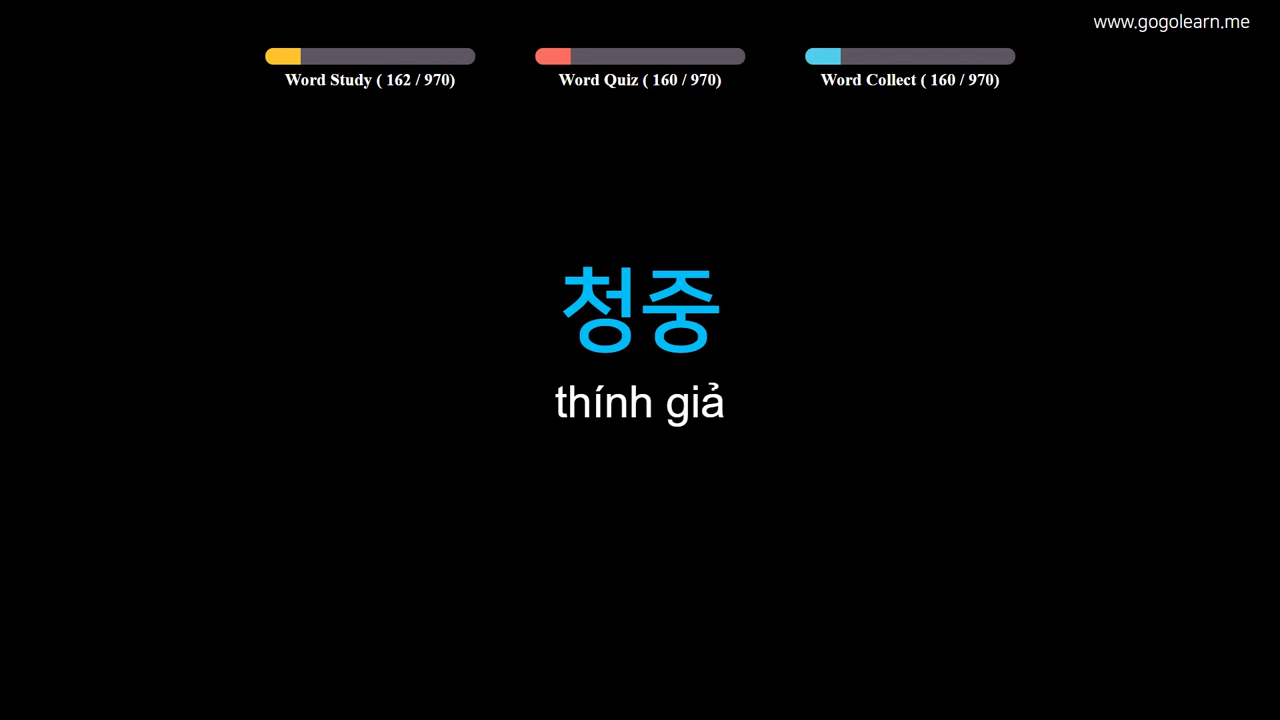 www.gogolearn.me
Word Study ( 162 / 970)
Word Quiz ( 160 / 970)
Word Collect ( 160 / 970)
청중
thính giả